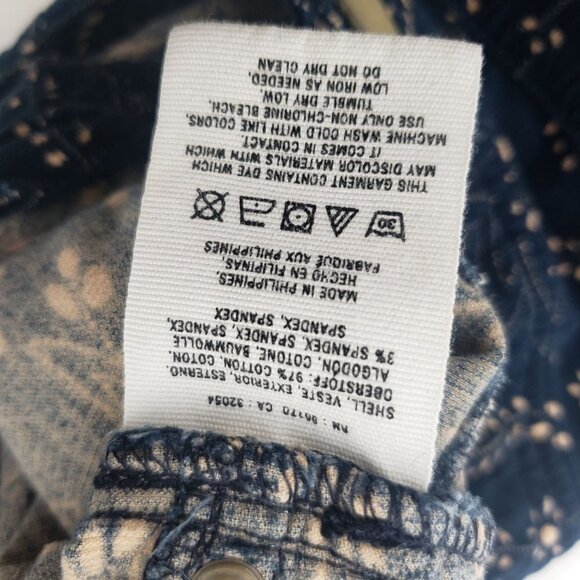 RN : 86170 CA : 32054
SHELL, VESTE, EXTERIOR, ESTERNO.
OBERSTOFF: 97% COTTON, COTON,
ALGODÓN, COTONE, BAUMWOLLE
3% SPANDEX, SPANDEX, SPANDEX,
SPANDEX, SPANDEX
MADE IN PHILIPPINES
HECHO EN FILIPINAS,
FABRIQUÉ AUX PHILIPPINES
30
THIS GARMENT CONTAINS DYE WHICH
MAY DISCOLOR MATERIALS WITH WHICH
IT COMES IN CONTACT.
MACHINE WASH COLD WITH LIKE COLORS,
USE ONLY NON-CHLORINE BLEACH.
TUMBLE DRY LOW.
LOW IRON AS NEEDED,
DO NOT DRY CLEAN